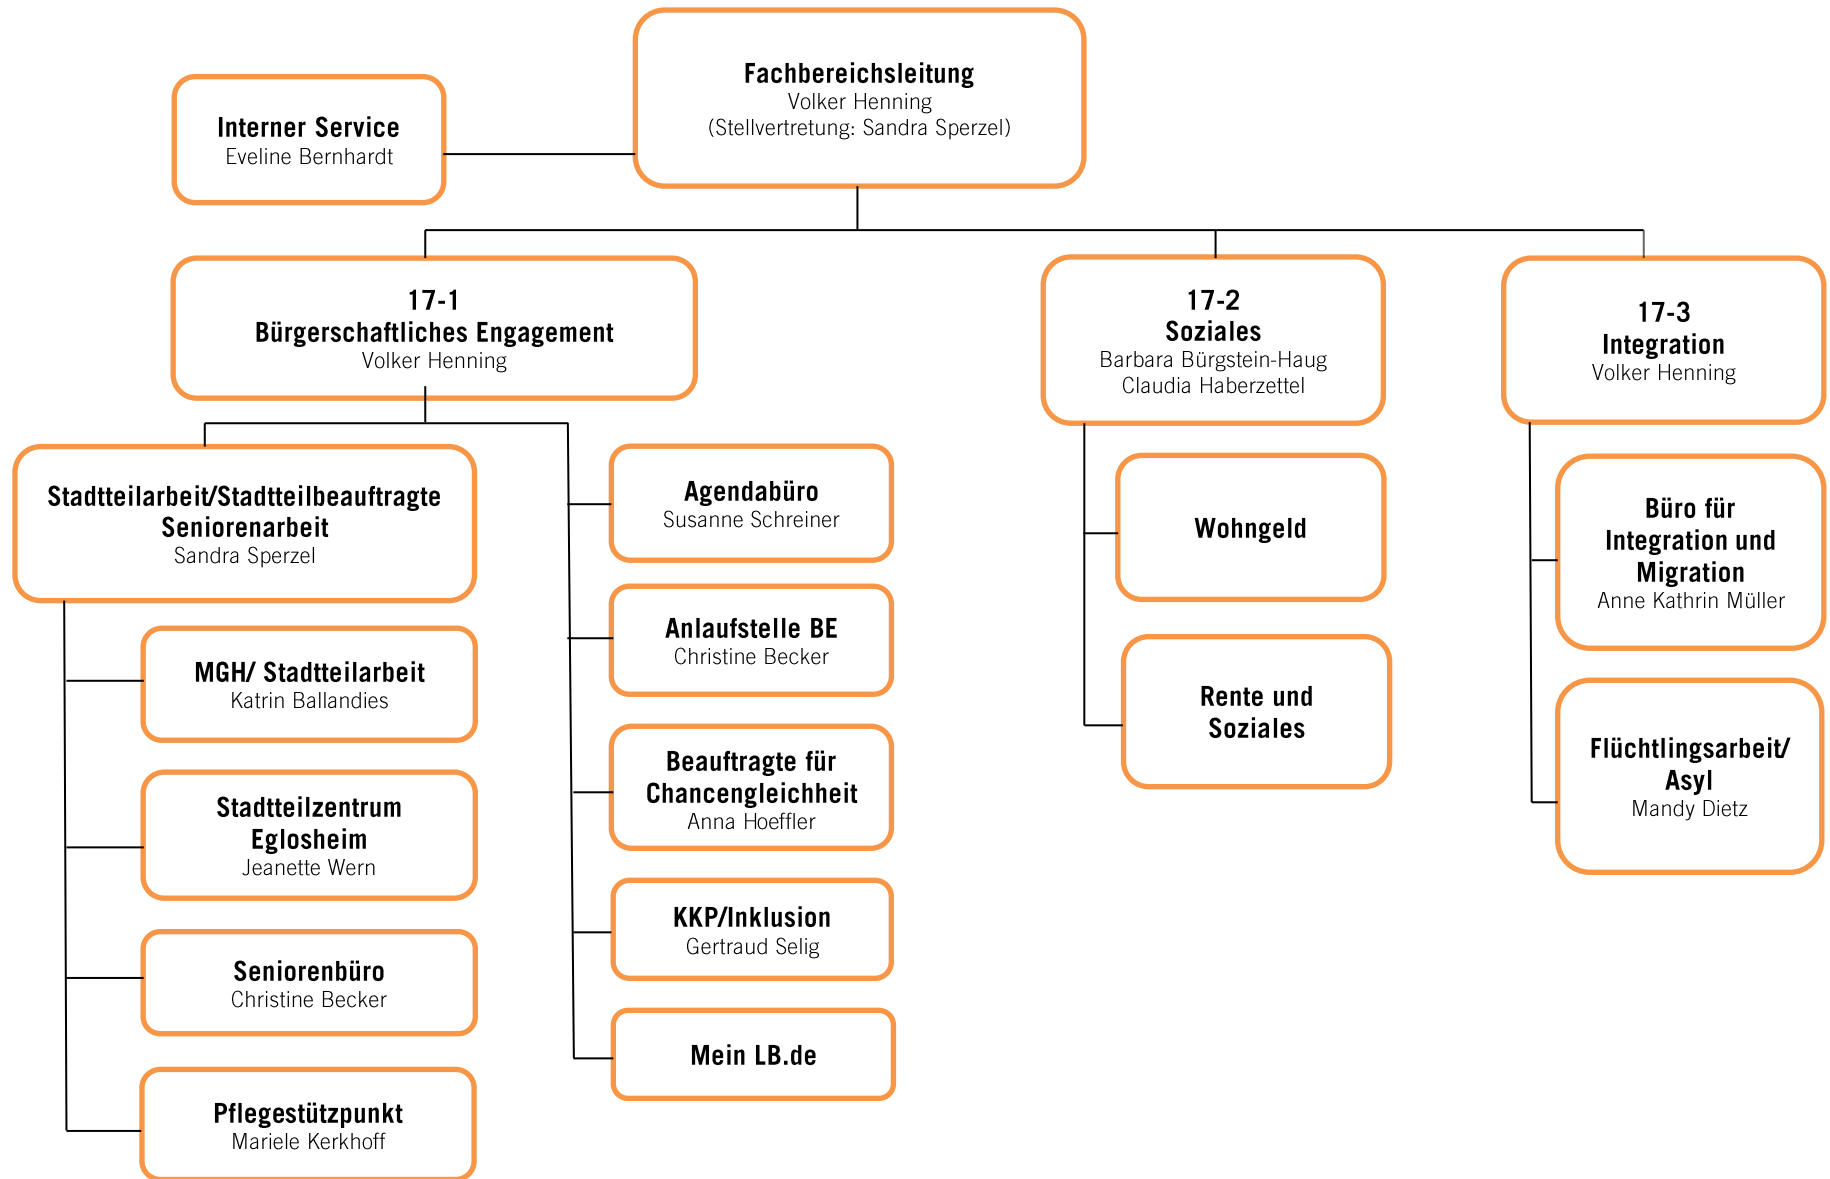 Fachbereichsleitung
Volker Henning
(Stellvertretung: Sandra Sperzel)
Interner Service
Eveline Bernhardt
17-1
Bürgerschaftliches Engagement
Volker Henning
17-2
Soziales
Barbara Bürgstein-Haug
Claudia Haberzettel
17-3
Integration
Volker Henning
Stadtteilarbeit/Stadtteilbeauftragte
Seniorenarbeit
Sandra Sperzel
MGH/ Stadtteilarbeit
Katrin Ballandies
Stadtteilzentrum
Eglosheim
Jeanette Wern
Seniorenbüro
Christine Becker
Pflegestützpunkt
Mariele Kerkhoff
Agendabüro
Susanne Schreiner
Anlaufstelle BE
Christine Becker
Beauftragte für
Chancengleichheit
Anna Hoeffler
KKP/Inklusion
Gertraud Selig
Mein LB.de
Wohngeld
Rente und
Soziales
Büro für
Integration und
Migration
Anne Kathrin Müller
Flüchtlingsarbeit/
Asyl
Mandy Dietz